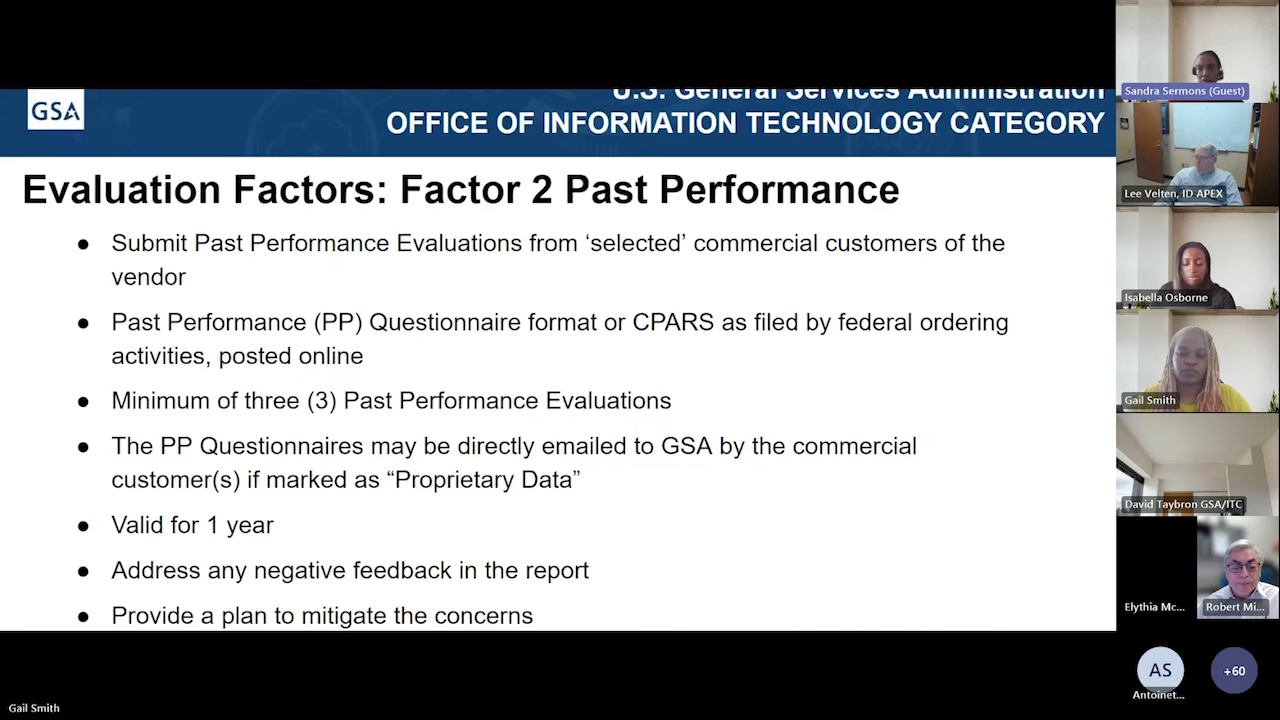 GSA
U.S. General Services Administration
OFFICE OF INFORMATION TECHNOLOGY CATEGORY
Evaluation Factors: Factor 2 Past Performance
● Submit Past Performance Evaluations from ‘selected’ commercial customers of the
vendor
● Past Performance (PP) Questionnaire format or CPARS as filed by federal ordering
activities, posted online
● Minimum of three (3) Past Performance Evaluations
● The PP Questionnaires may be directly emailed to GSA by the commercial
customer(s) if marked as “Proprietary Data”
● Valid for 1 year
● Address any negative feedback in the report
● Provide a plan to mitigate the concerns
Sandra Sermons (Guest)
Lee Velten, ID APEX
Isabella Osborne
Gail Smith
David Taybron GSA/ITC
Elythia Mc...
Robert Mi...
AS
Antoinet...
+60
Gail Smith